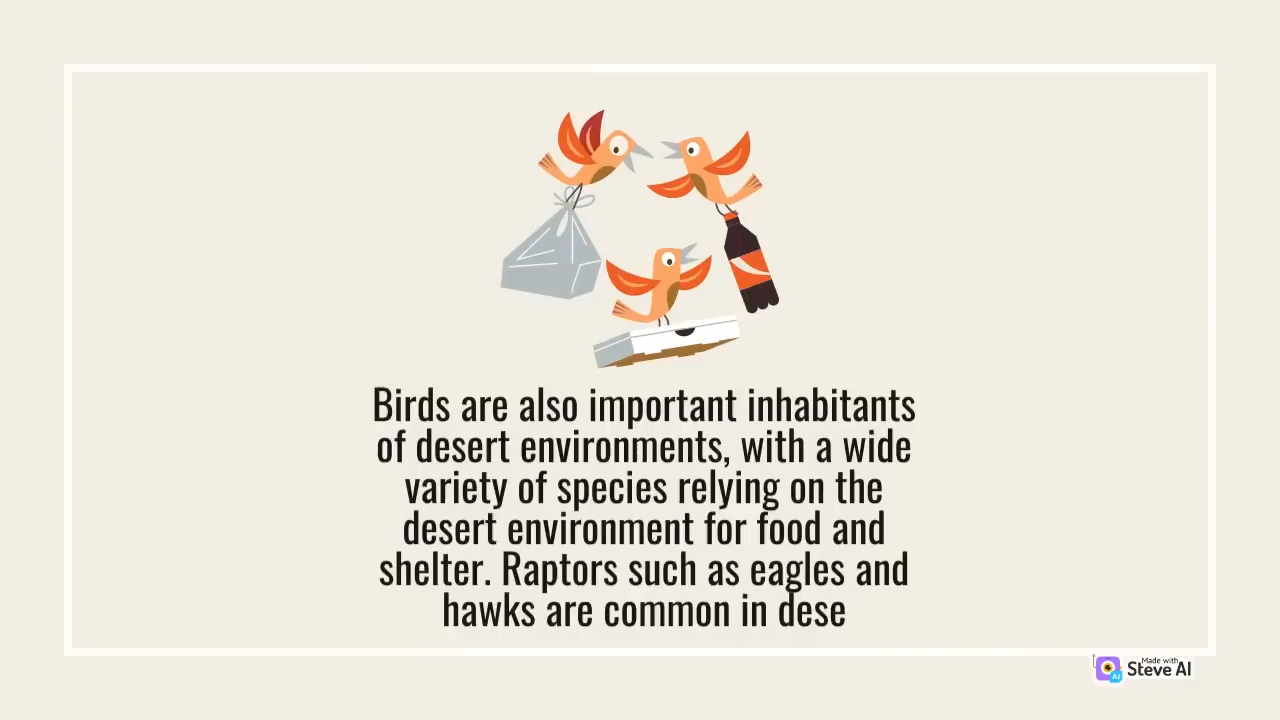 Birds are also important inhabitants
of desert environments, with a wide
variety of species relying on the
desert environment for food and
shelter. Raptors such as eagles and
hawks are common in dese
Made with
Steve AI
AI